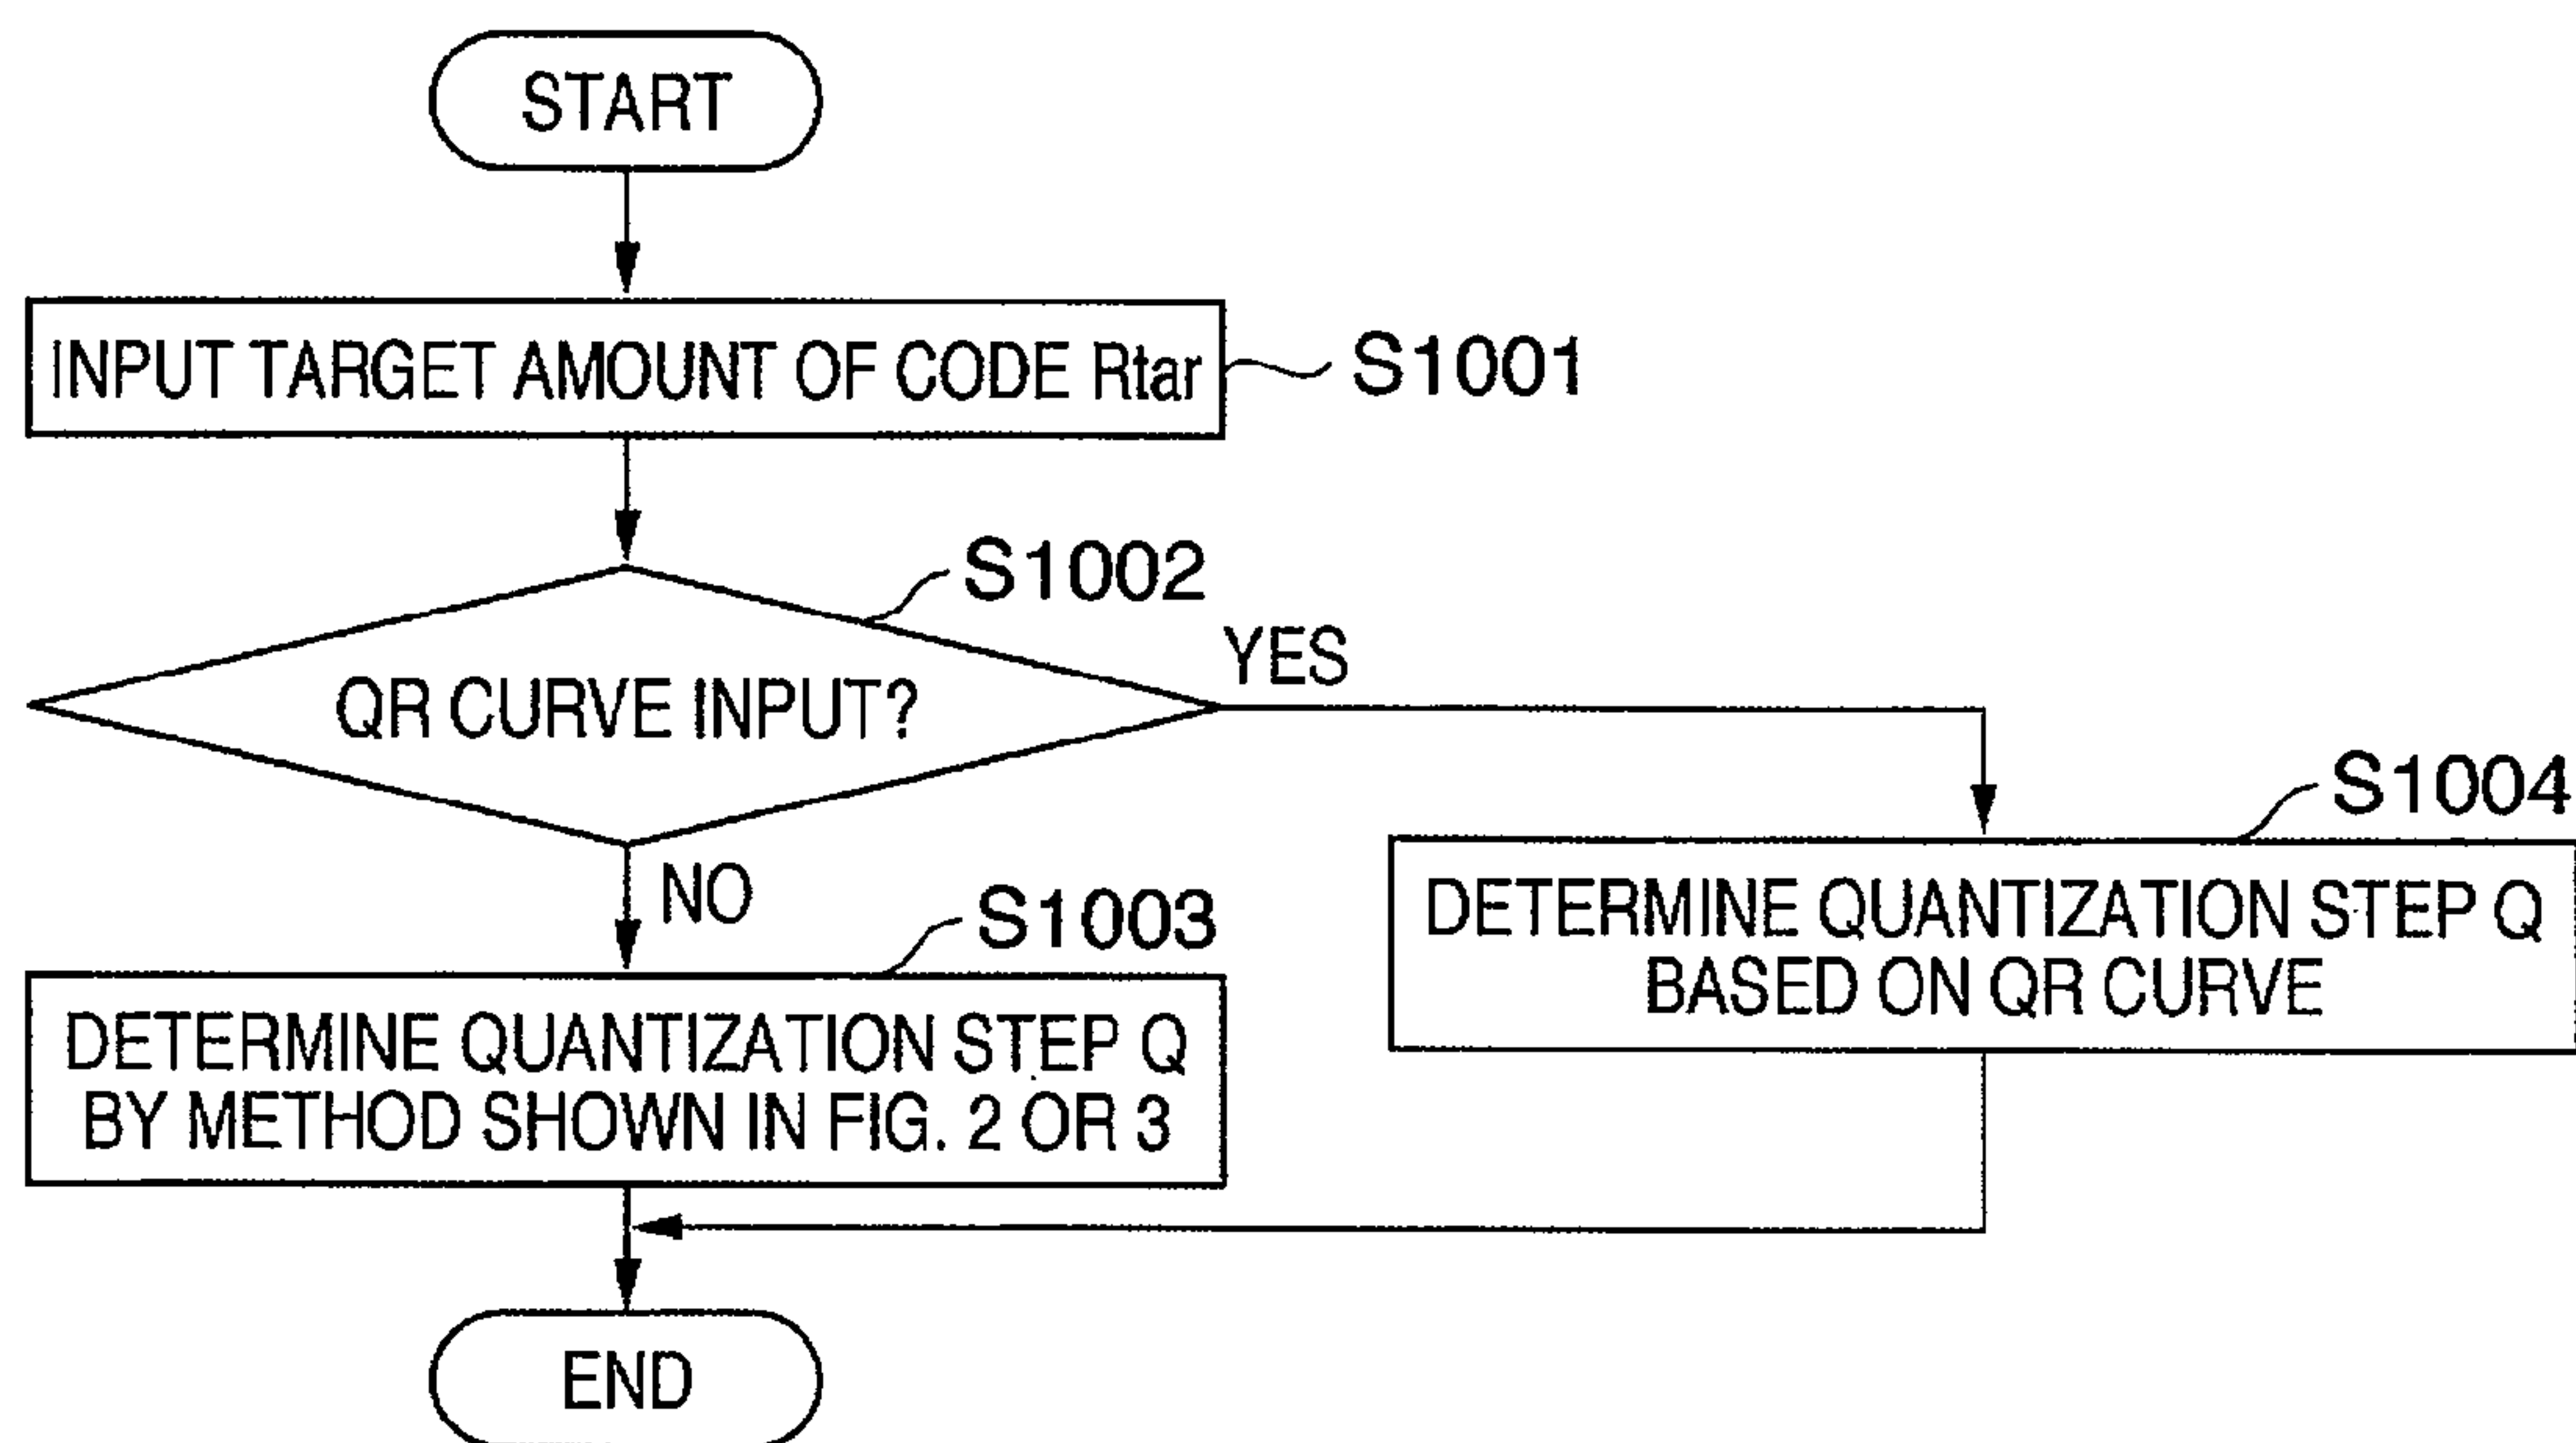 START
INPUT TARGET AMOUNT OF CODE Rtar
S1001
S1002
QR CURVE INPUT?
YES
NO
S1003
DETERMINE QUANTIZATION STEP Q
BY METHOD SHOWN IN FIG. 2 OR 3
S1004
DETERMINE QUANTIZATION STEP Q
BASED ON QR CURVE
END